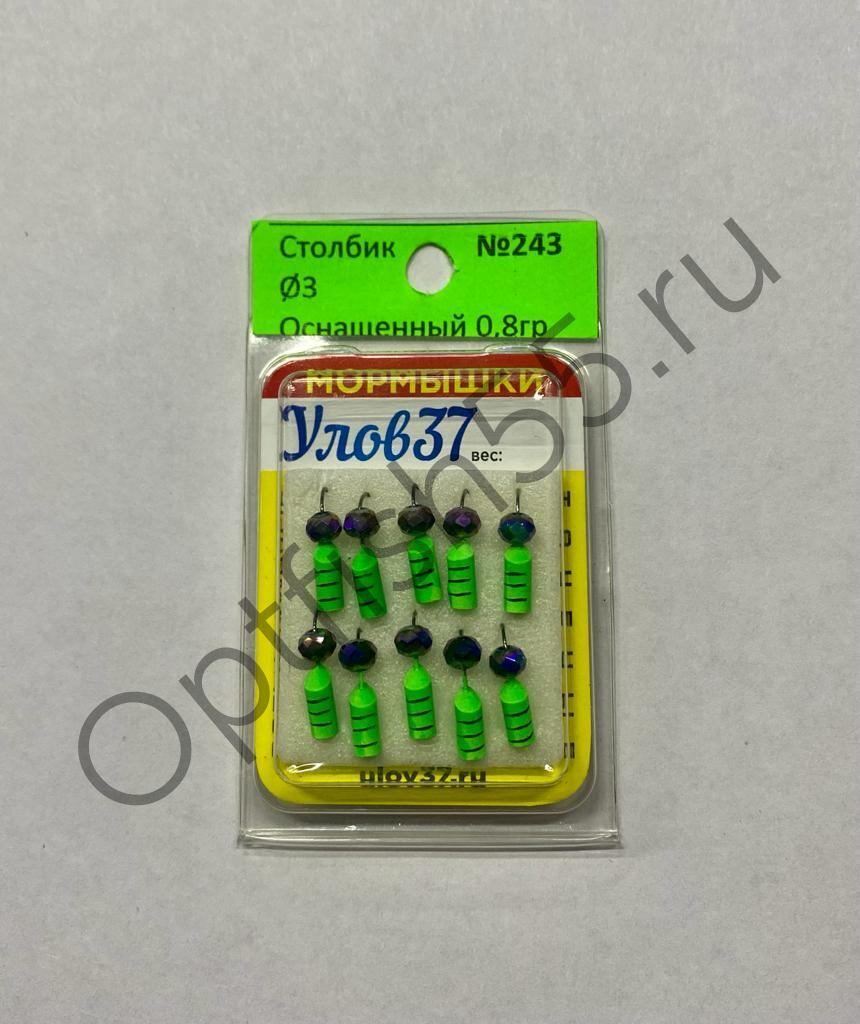 Столбик №243
Ø3
Оснащенный 0,8гр
МОРМЫШКИ
Улов37
вес:
ulov37.ru
Optfish55.ru